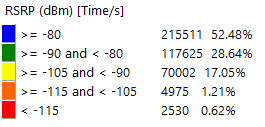 RSRP (dBm) [Time/s]
>= -80 215511 52.48%
>= -90 and < -80 117625 28.64%
>= -105 and < -90 70002 17.05%
>= -115 and < -105 4975 1.21%
< -115 2530 0.62%